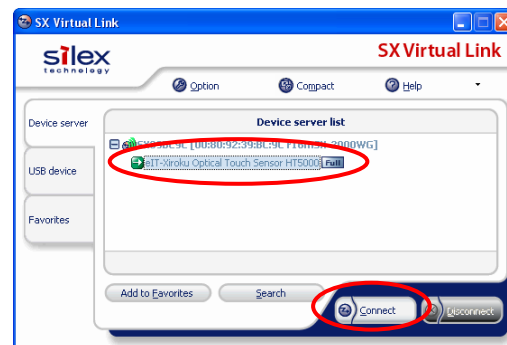 SX Virtual Link
silex
technology
SX Virtual Link
Option
Compact
Help
Device server
Device server list
eIT-Xiroku Optical Touch Sensor HT5000 Full
USB device
Favorites
Add to Favorites
Search
Connect
Disconnect